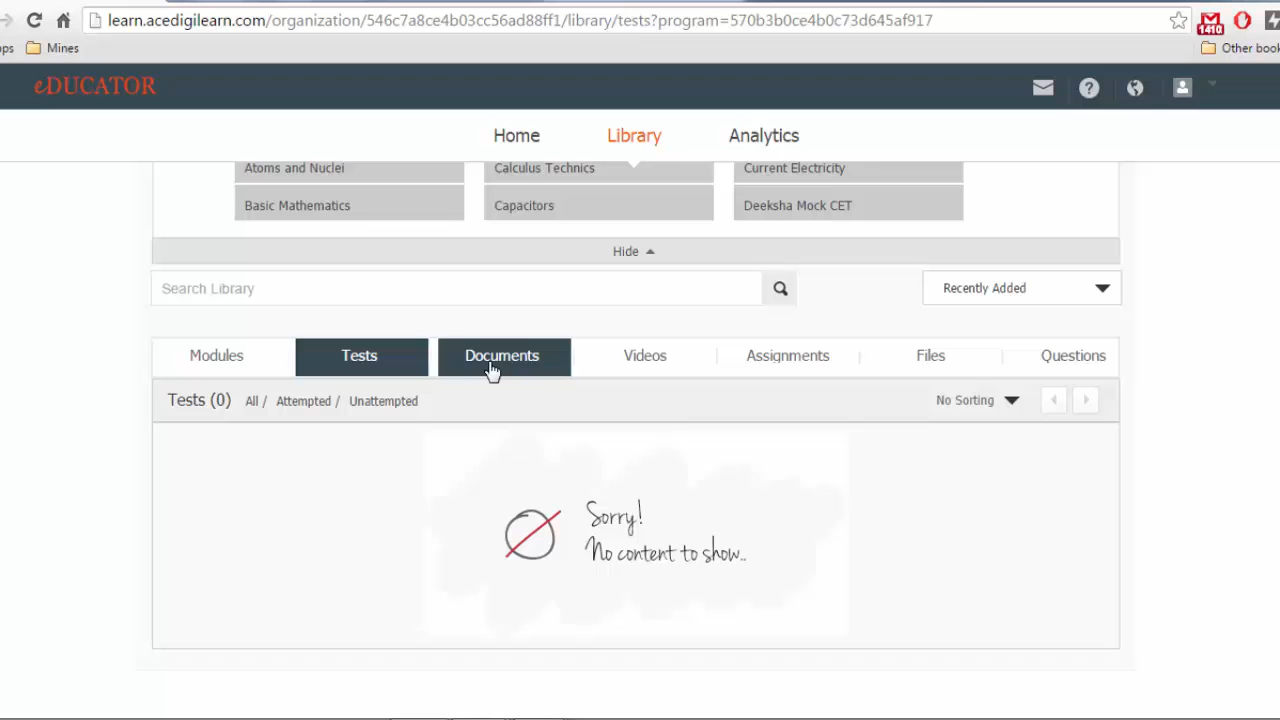 learn.acedigilearn.com/organization/546c7a8ce4b03cc56ad88ff1/library/tests?program=570b3b0ce4b0c73d645af917
1410
ps Mines Other book
eDUCATOR
Home Library Analytics
Atoms and Nuclei Calculus Technics Current Electricity
Basic Mathematics Capacitors Deeksha Mock CET
Hide
Search Library Recently Added
Modules Tests Documents Videos Assignments Files Questions
Tests (0) All / Attempted / Unattempted No Sorting
Sorry!
No content to show..